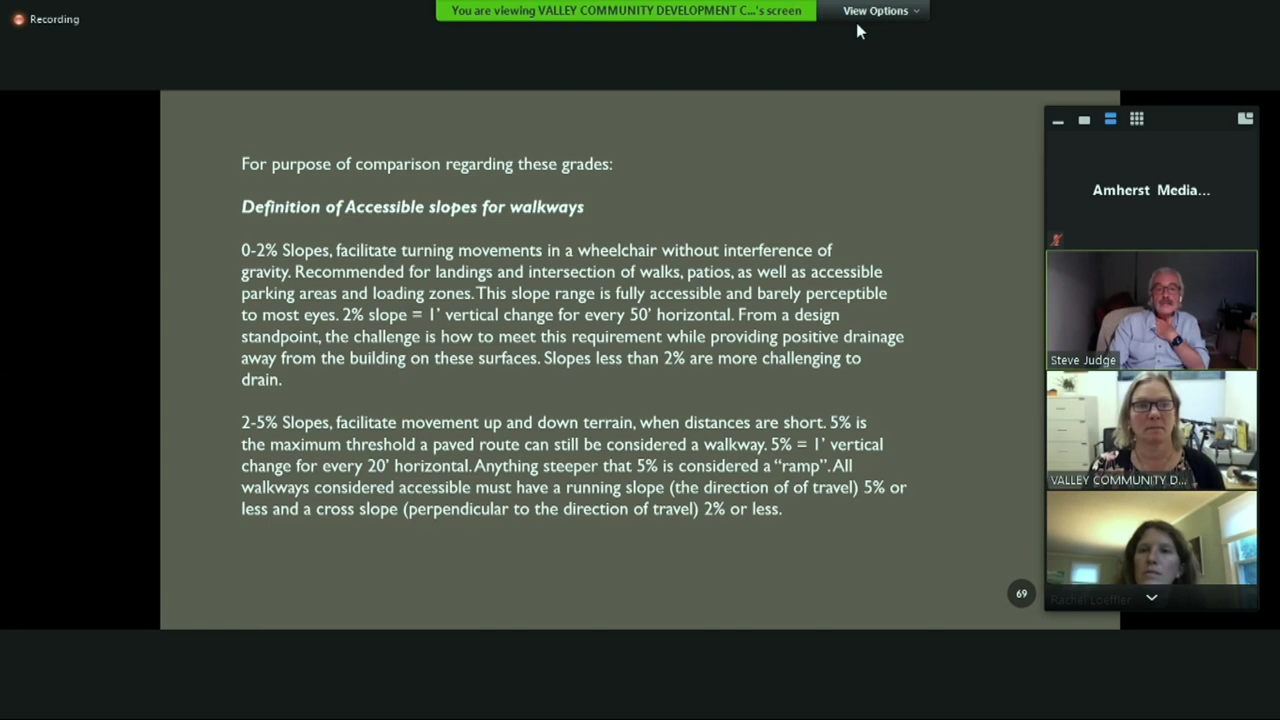 Recording
You are viewing VALLEY COMMUNITY DEVELOPMENT C...'s screen
View Options
For purpose of comparison regarding these grades:
Definition of Accessible slopes for walkways
0-2% Slopes, facilitate turning movements in a wheelchair without interference of
gravity. Recommended for landings and intersection of walks, patios, as well as accessible
parking areas and loading zones. This slope range is fully accessible and barely perceptible
to most eyes. 2% slope = 1' vertical change for every 50' horizontal. From a design
standpoint, the challenge is how to meet this requirement while providing positive drainage
away from the building on these surfaces. Slopes less than 2% are more challenging to
drain.
2-5% Slopes, facilitate movement up and down terrain, when distances are short. 5% is
the maximum threshold a paved route can still be considered a walkway. 5% = 1' vertical
change for every 20' horizontal. Anything steeper that 5% is considered a “ramp”. All
walkways considered accessible must have a running slope (the direction of of travel) 5% or
less and a cross slope (perpendicular to the direction of travel) 2% or less.
69
Amherst Media...
Steve Judge
VALLEY COMMUNITY D...
Rachel Loeffler